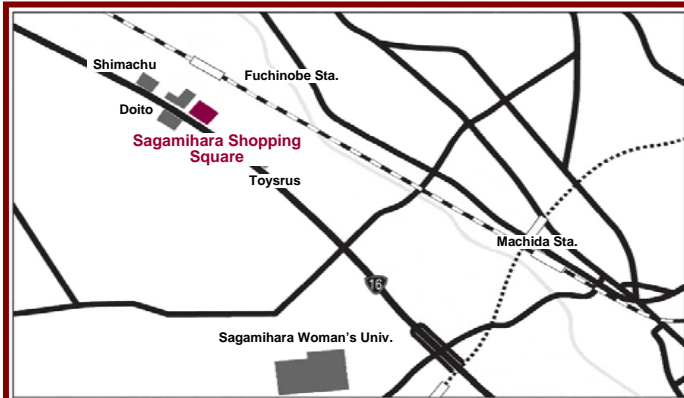 Shimachu
Fuchinobe Sta.
Doito
Sagamihara Shopping
Square
Toysrus
Machida Sta.
16
Sagamihara Woman's Univ.